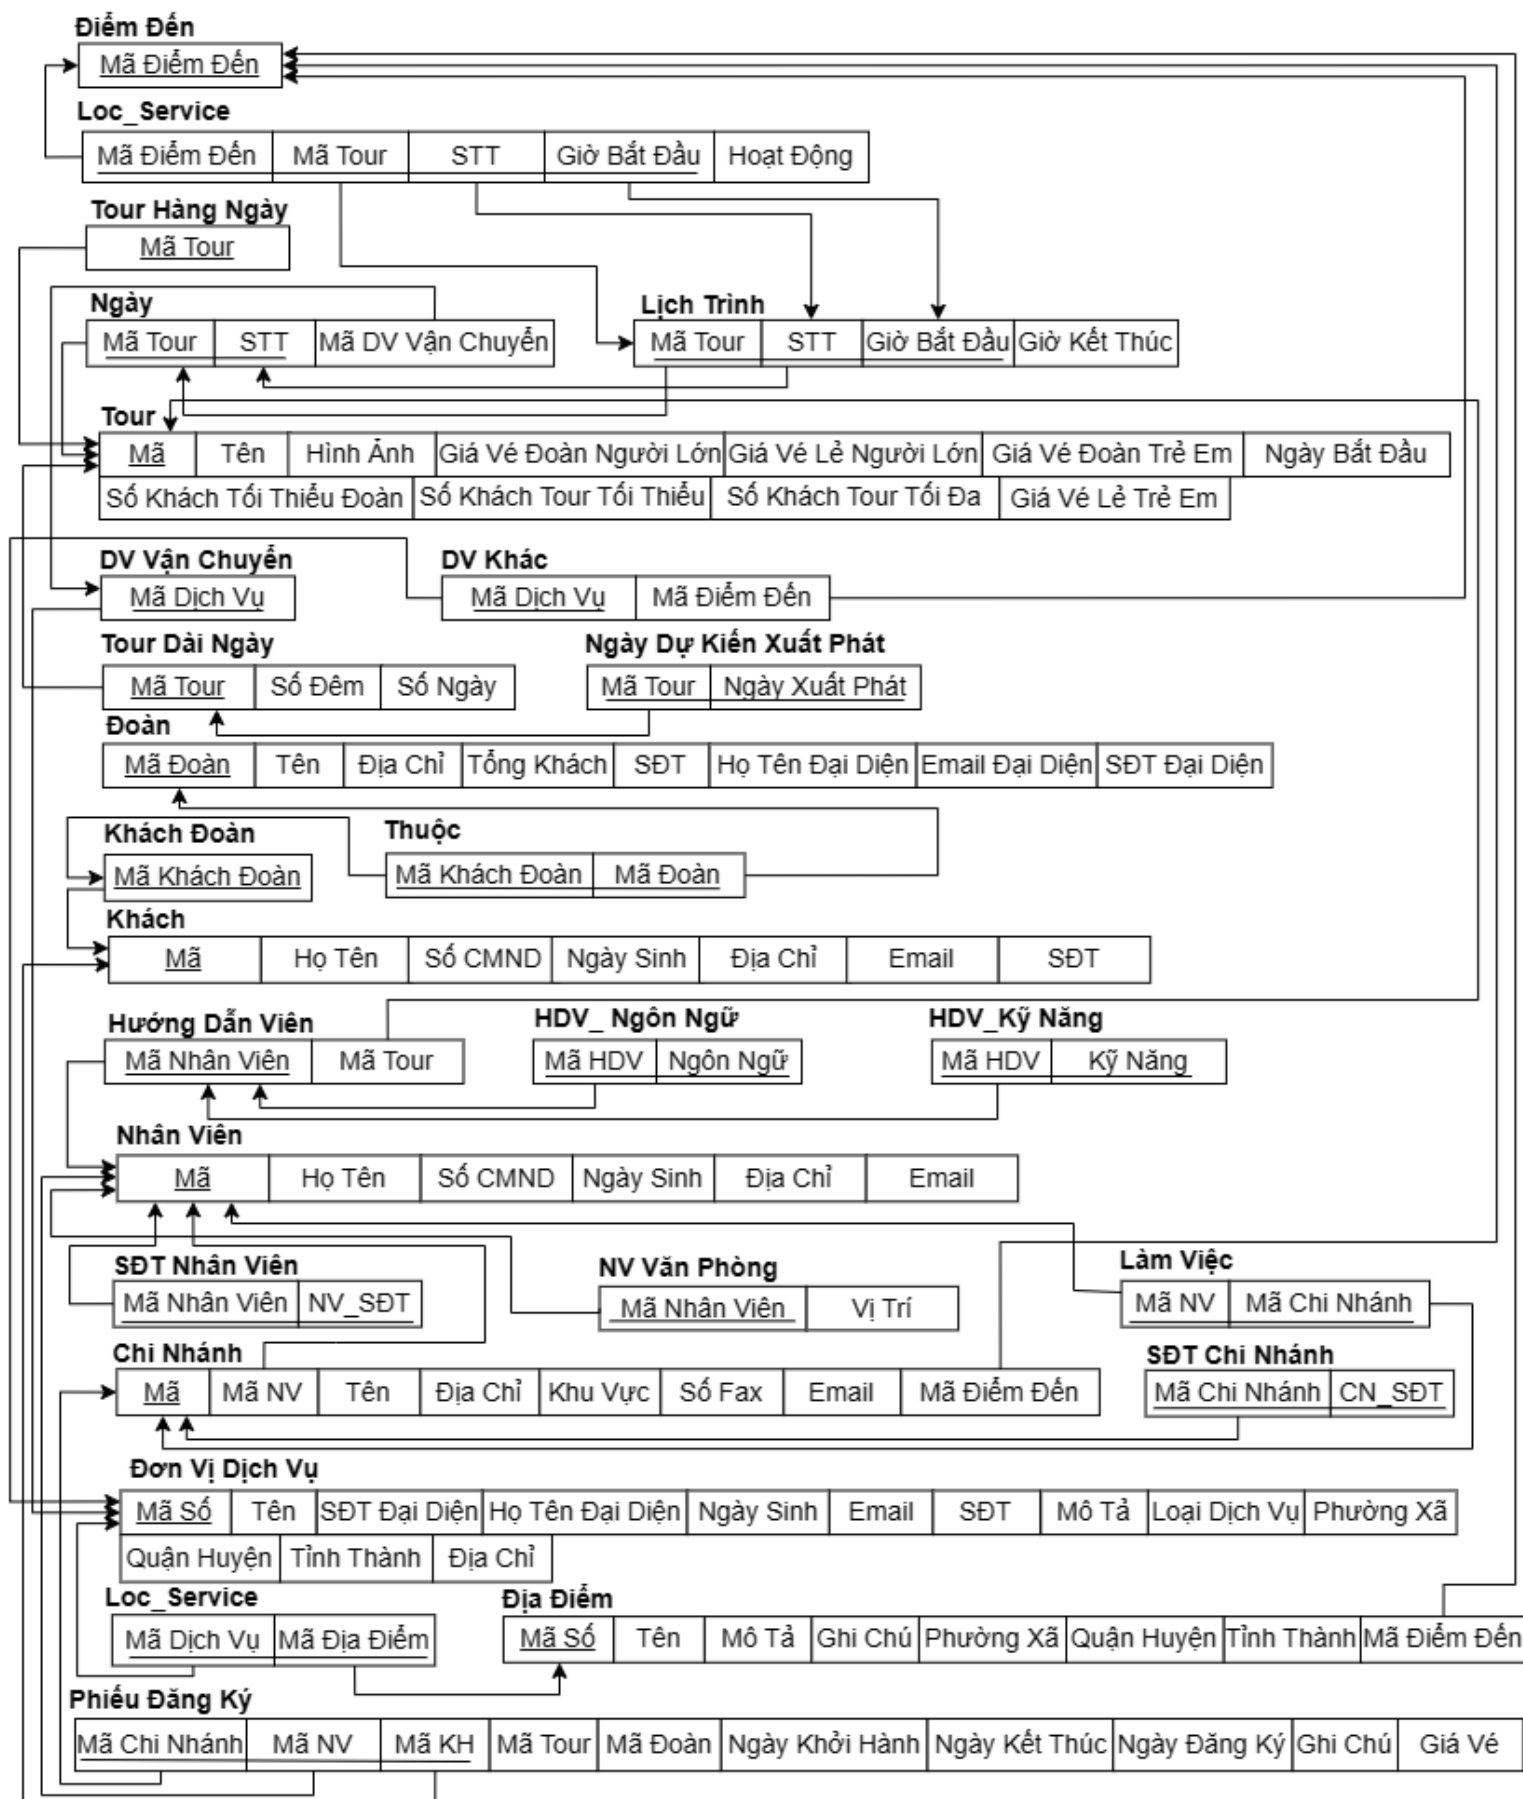 Điểm Đến
Mã Điểm Đến
Loc_Service
Mã Điểm Đến Mã Tour STT Giờ Bắt Đầu Hoạt Động
Tour Hàng Ngày
Mã Tour
Ngày Lịch Trình
Mã Tour STT Mã DV Vận Chuyển Mã Tour STT Giờ Bắt Đầu Giờ Kết Thúc
Tour
Mã Tên Hình Ảnh Giá Vé Đoàn Người Lớn Giá Vé Lẻ Người Lớn Giá Vé Đoàn Trẻ Em Ngày Bắt Đầu
Số Khách Tối Thiểu Đoàn Số Khách Tour Tối Thiểu Số Khách Tour Tối Đa Giá Vé Lẻ Trẻ Em
DV Vận Chuyển DV Khác
Mã Dịch Vụ Mã Dịch Vụ Mã Điểm Đến
Tour Dài Ngày Ngày Dự Kiến Xuất Phát
Mã Tour Số Đêm Số Ngày Mã Tour Ngày Xuất Phát
Đoàn
Mã Đoàn Tên Địa Chỉ Tổng Khách SĐT Họ Tên Đại Diện Email Đại Diện SĐT Đại Diện
Khách Đoàn Thuộc
Mã Khách Đoàn Mã Khách Đoàn Mã Đoàn
Khách
Mã Họ Tên Số CMND Ngày Sinh Địa Chỉ Email SĐT
Hướng Dẫn Viên HDV_ Ngôn Ngữ HDV_Kỹ Năng
Mã Nhân Viên Mã Tour Mã HDV Ngôn Ngữ Mã HDV Kỹ Năng
Nhân Viên
Mã Họ Tên Số CMND Ngày Sinh Địa Chỉ Email
SĐT Nhân Viên NV Văn Phòng Làm Việc
Mã Nhân Viên NV_SĐT Mã Nhân Viên Vị Trí Mã NV Mã Chi Nhánh
Chi Nhánh SĐT Chi Nhánh
Mã Mã NV Tên Địa Chỉ Khu Vực Số Fax Email Mã Điểm Đến Mã Chi Nhánh CN_SĐT
Đơn Vị Dịch Vụ
Mã Số Tên SĐT Đại Diện Họ Tên Đại Diện Ngày Sinh Email SĐT Mô Tả Loại Dịch Vụ Phường Xã
Quận Huyện Tỉnh Thành Địa Chỉ
Loc_Service Địa Điểm
Mã Dịch Vụ Mã Địa Điểm Mã Số Tên Mô Tả Ghi Chú Phường Xã Quận Huyện Tỉnh Thành Mã Điểm Đến
Phiếu Đăng Ký
Mã Chi Nhánh Mã NV Mã KH Mã Tour Mã Đoàn Ngày Khởi Hành Ngày Kết Thúc Ngày Đăng Ký Ghi Chú Giá Vé